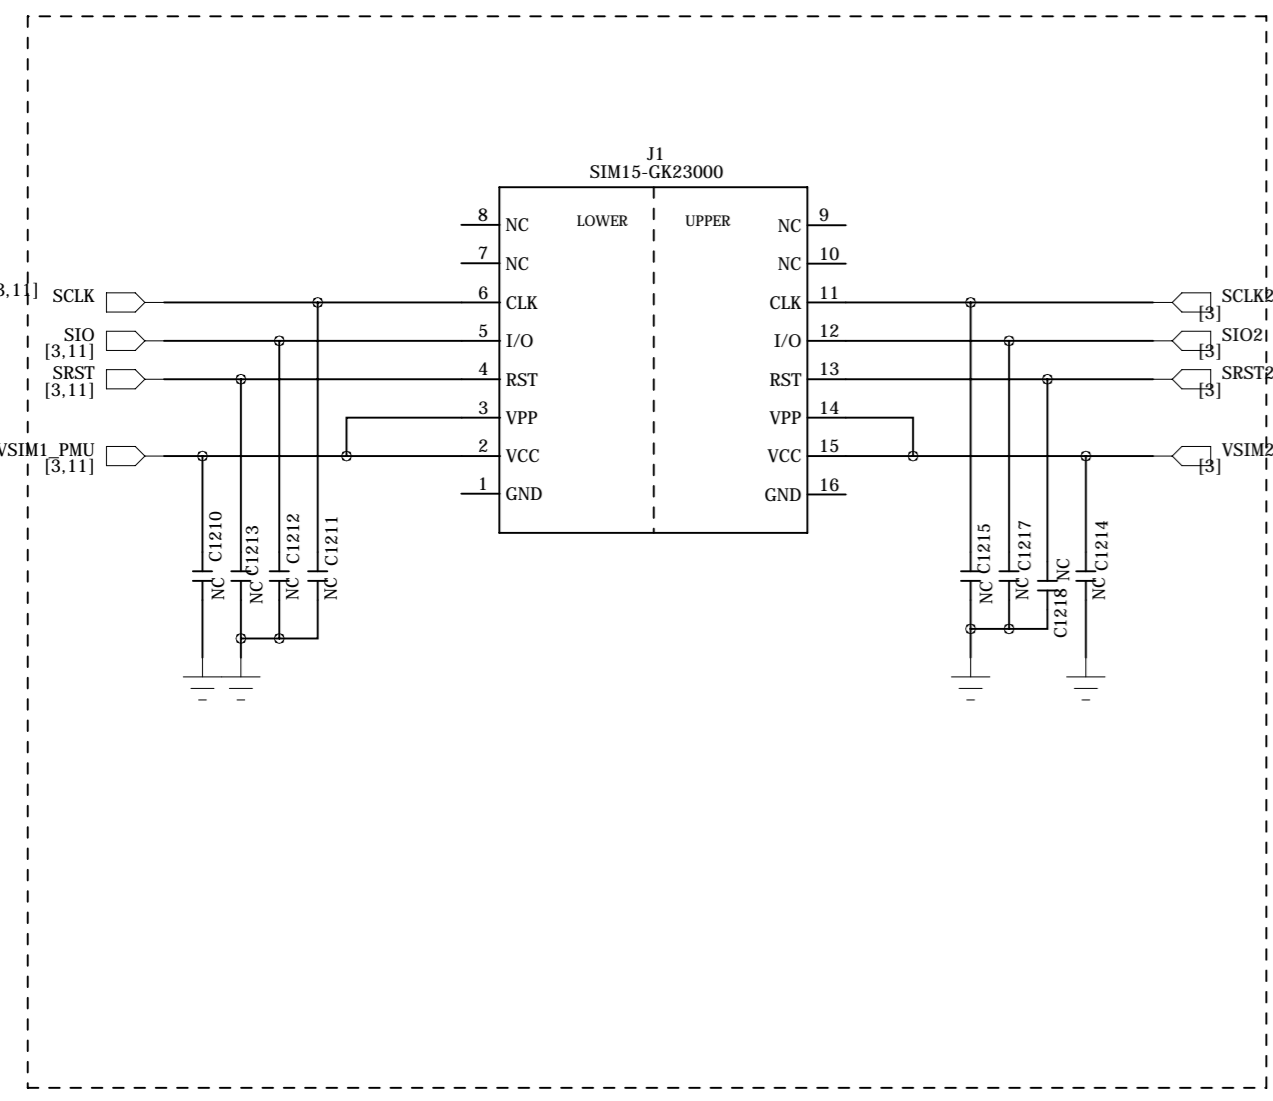 J1
SIM15-GK23000
LOWER UPPER
8 NC NC 9
7 NC NC 10
3,11] SCLK 6 CLK CLK 11 SCLK2
[3]
SIO 5 I/O I/O 12 SIO2
[3,11] [3]
SRST 4 RST RST 13 SRST2
[3,11] [3]
3 VPP VPP 14
VSIM1_PMU 2 VCC VCC 15 VSIM2
[3,11] [3]
1 GND GND 16
NC C1210
NC C1213
NC C1212
NC C1211
NC C1215
NC C1217
C1218 NC
NC C1214